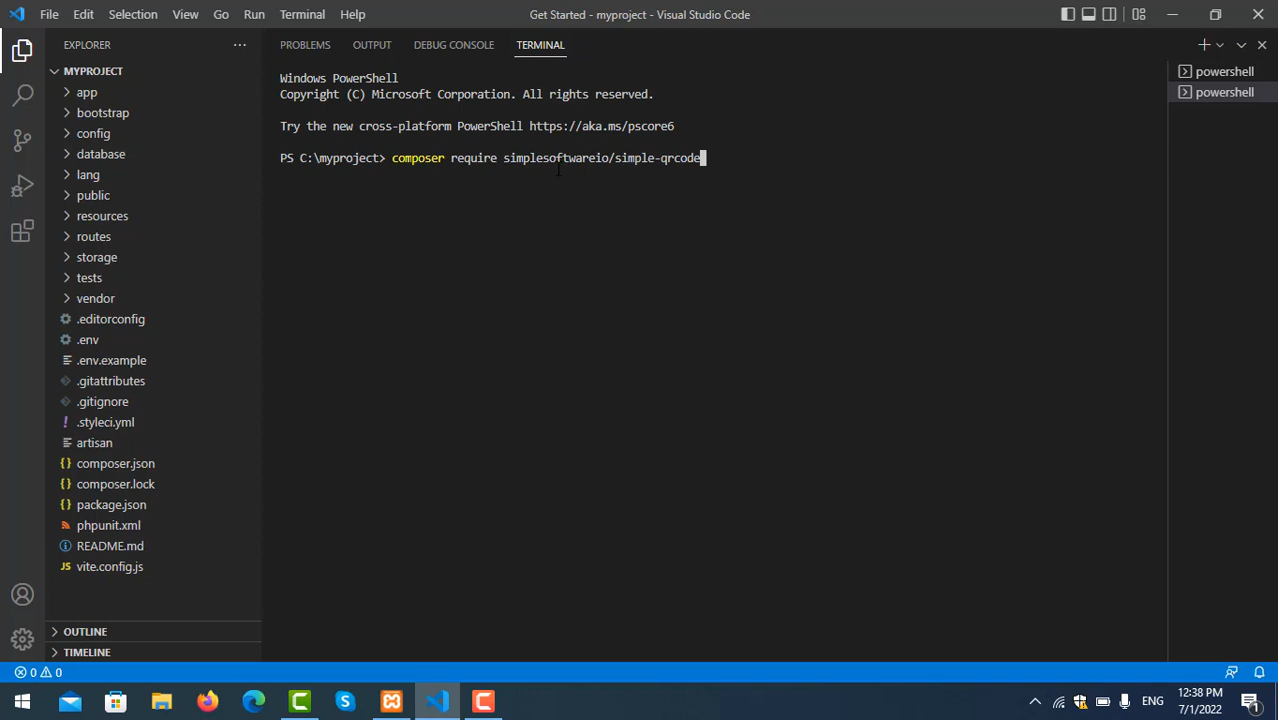 File Edit Selection View Go Run Terminal Help
Get Started - myproject - Visual Studio Code
EXPLORER
PROBLEMS OUTPUT DEBUG CONSOLE TERMINAL
MYPROJECT
app
bootstrap
config
database
lang
public
resources
routes
storage
tests
vendor
.editorconfig
.env
.env.example
.gitattributes
.gitignore
.styleci.yml
artisan
composer.json
composer.lock
package.json
phpunit.xml
README.md
JS vite.config.js
OUTLINE
TIMELINE
Windows PowerShell
Copyright (C) Microsoft Corporation. All rights reserved.
Try the new cross-platform PowerShell https://aka.ms/pscore6
PS C:\myproject> composer require simplesoftwareio/simple-qrcode
powershell
powershell
0 0
ENG
12:38 PM
7/1/2022
1